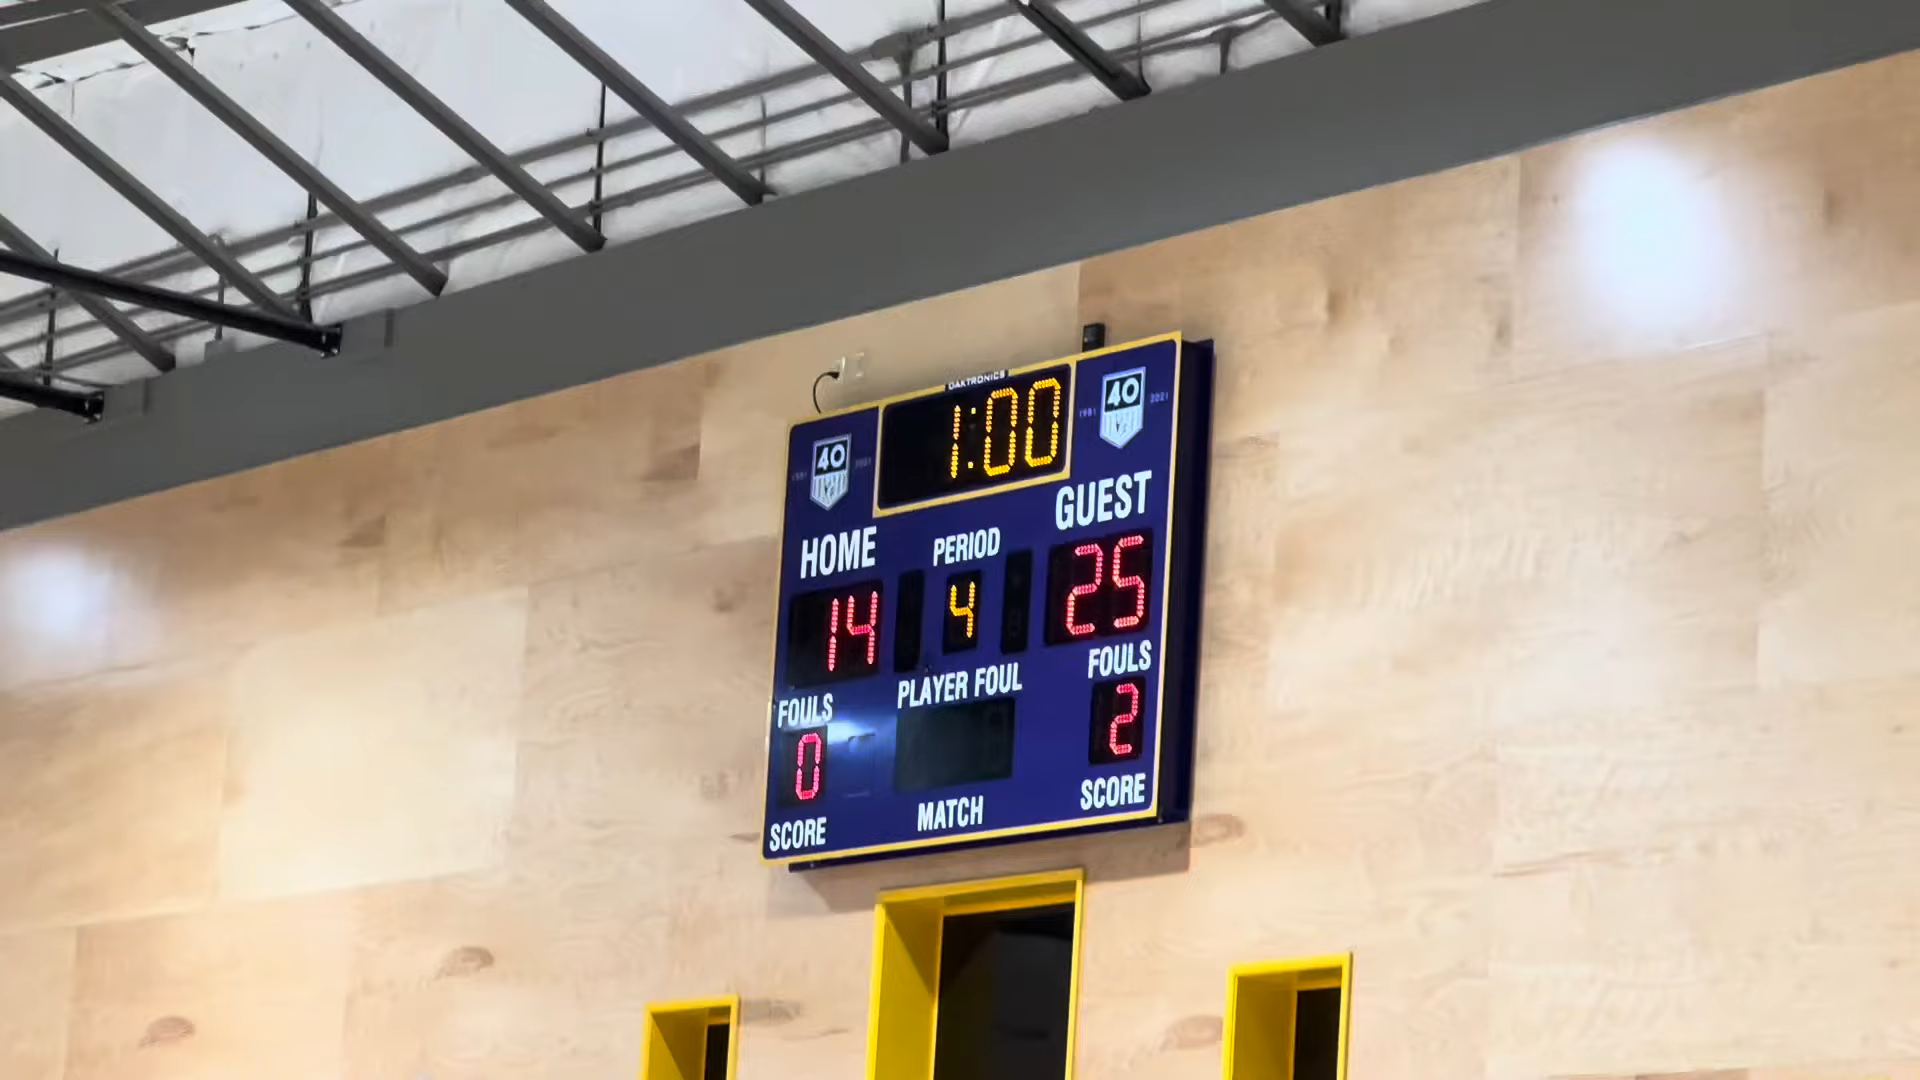 DAKTRONICS
1:00
40
1981 2021
40
1981 2021
HOME
PERIOD
GUEST
14
4
25
FOULS
PLAYER FOUL
FOULS
0
2
SCORE
MATCH
SCORE